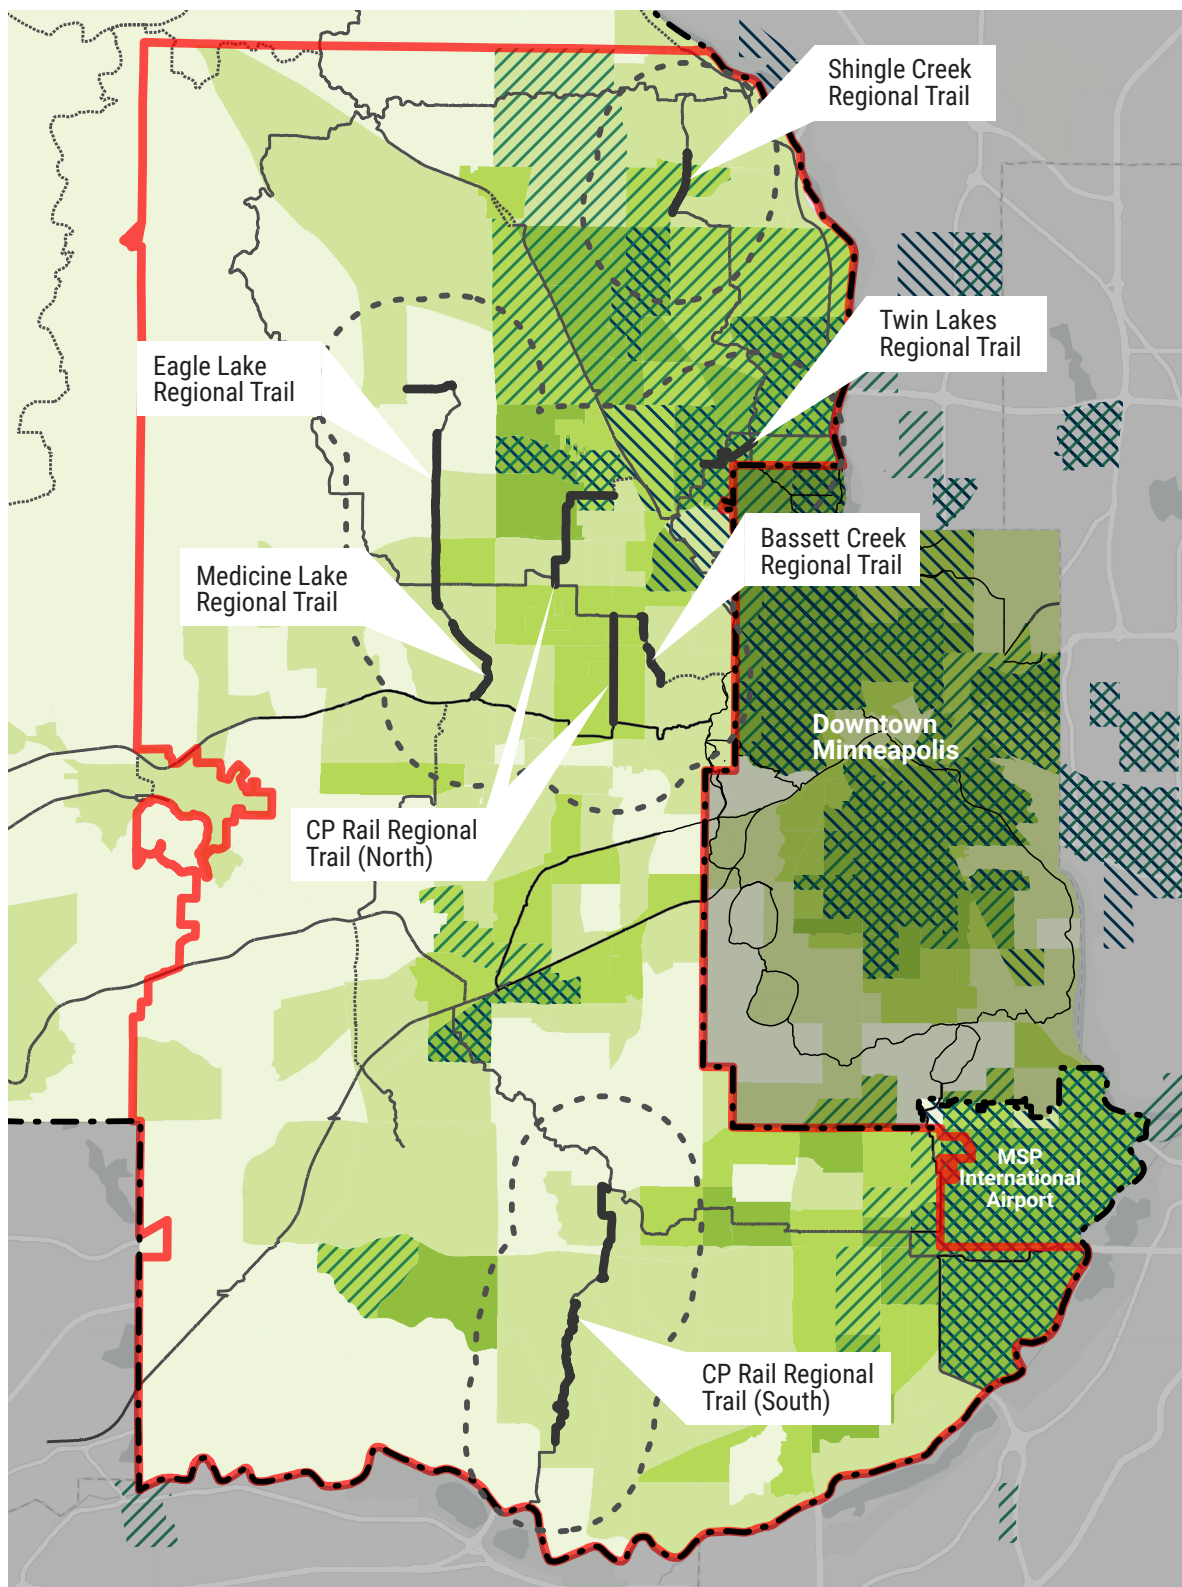 Shingle Creek
Regional Trail
Twin Lakes
Regional Trail
Eagle Lake
Regional Trail
Bassett Creek
Regional Trail
Medicine Lake
Regional Trail
Downtown
Minneapolis
CP Rail Regional
Trail (North)
MSP
International
Airport
CP Rail Regional
Trail (South)